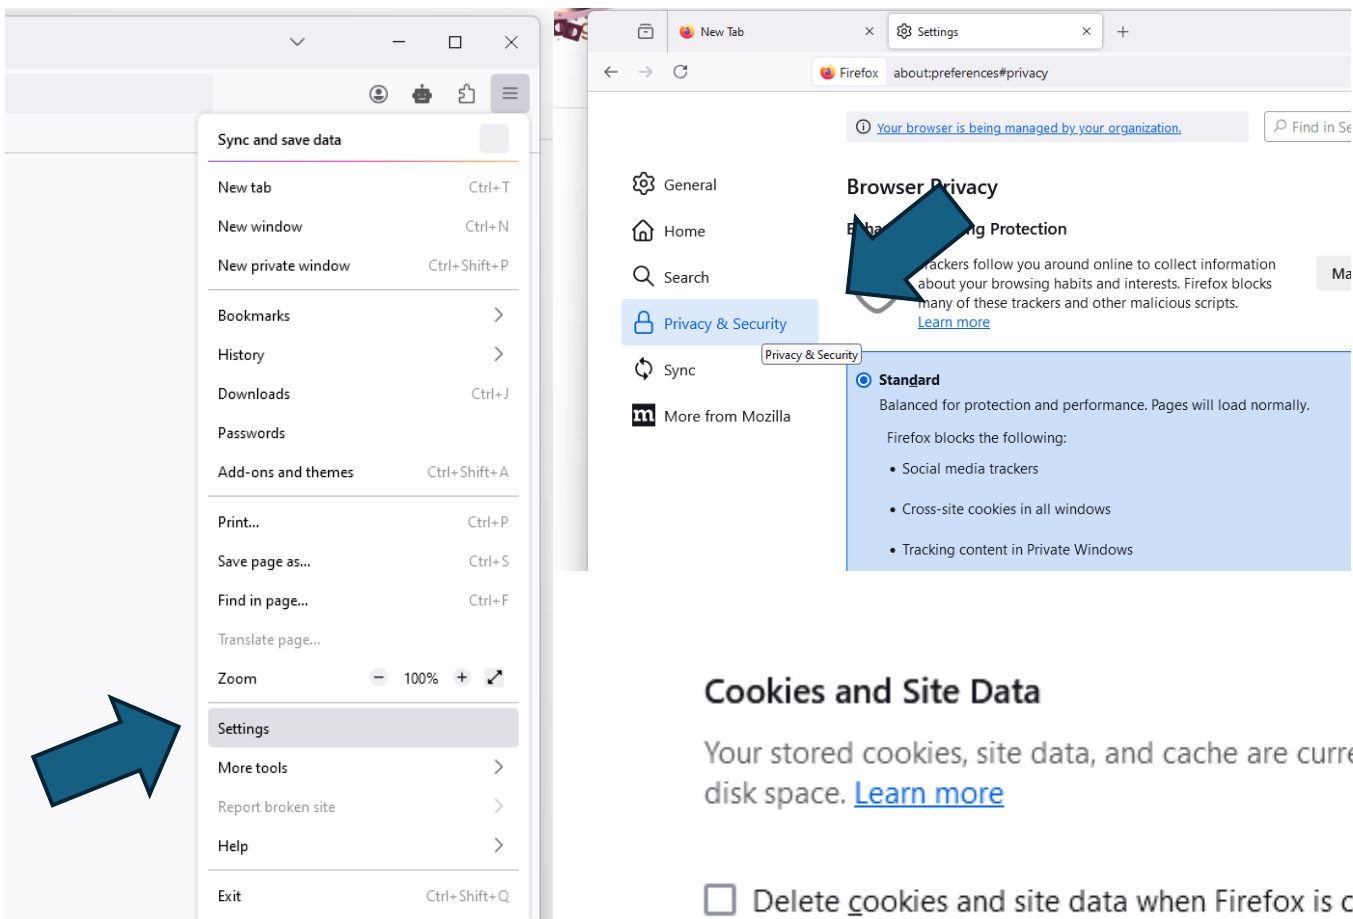 Sync and save data
New tab Ctrl+T
New window Ctrl+N
New private window Ctrl+Shift+P
Bookmarks
History
Downloads Ctrl+J
Passwords
Add-ons and themes Ctrl+Shift+A
Print... Ctrl+P
Save page as... Ctrl+S
Find in page... Ctrl+F
Translate page...
Zoom − 100% +
Settings
More tools
Report broken site
Help
Exit Ctrl+Shift+Q
New Tab
Settings
Firefox about:preferences#privacy
Your browser is being managed by your organization.
Find in
General
Home
Search
Privacy & Security
Privacy & Security
Sync
m More from Mozilla
Browser Privacy
Protection
follow you around online to collect information
about your browsing habits and interests. Firefox blocks
many of these trackers and other malicious scripts.
Learn more
Standard
Balanced for protection and performance. Pages will load normally.
Firefox blocks the following:
• Social media trackers
• Cross-site cookies in all windows
• Tracking content in Private Windows
Cookies and Site Data
Your stored cookies, site data, and cache are
disk space. Learn more
Delete cookies and site data when Firefox is